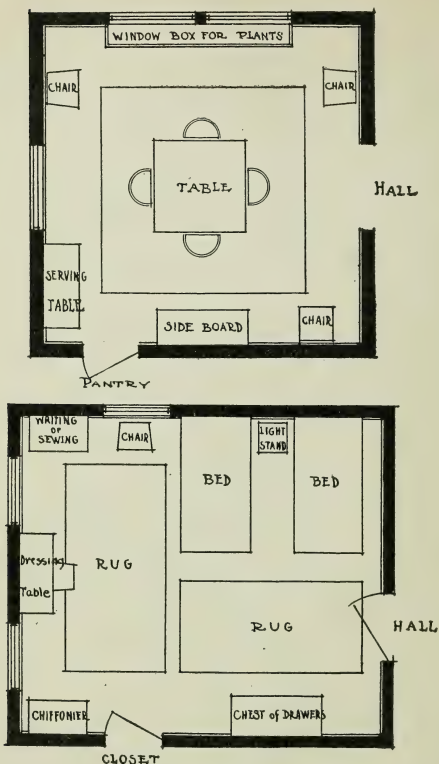 WINDOW BOX FOR PLANTS
CHAIR
CHAIR
TABLE
HALL
SERVING
TABLE
SIDE BOARD
CHAIR
PANTRY
WRITING
OR
SEWING
CHAIR
LIGHT
STAND
BED
BED
Dressing
Table
RUG
RUG
HALL
CHIFFONIER
CHEST of DRAWERS
CLOSET